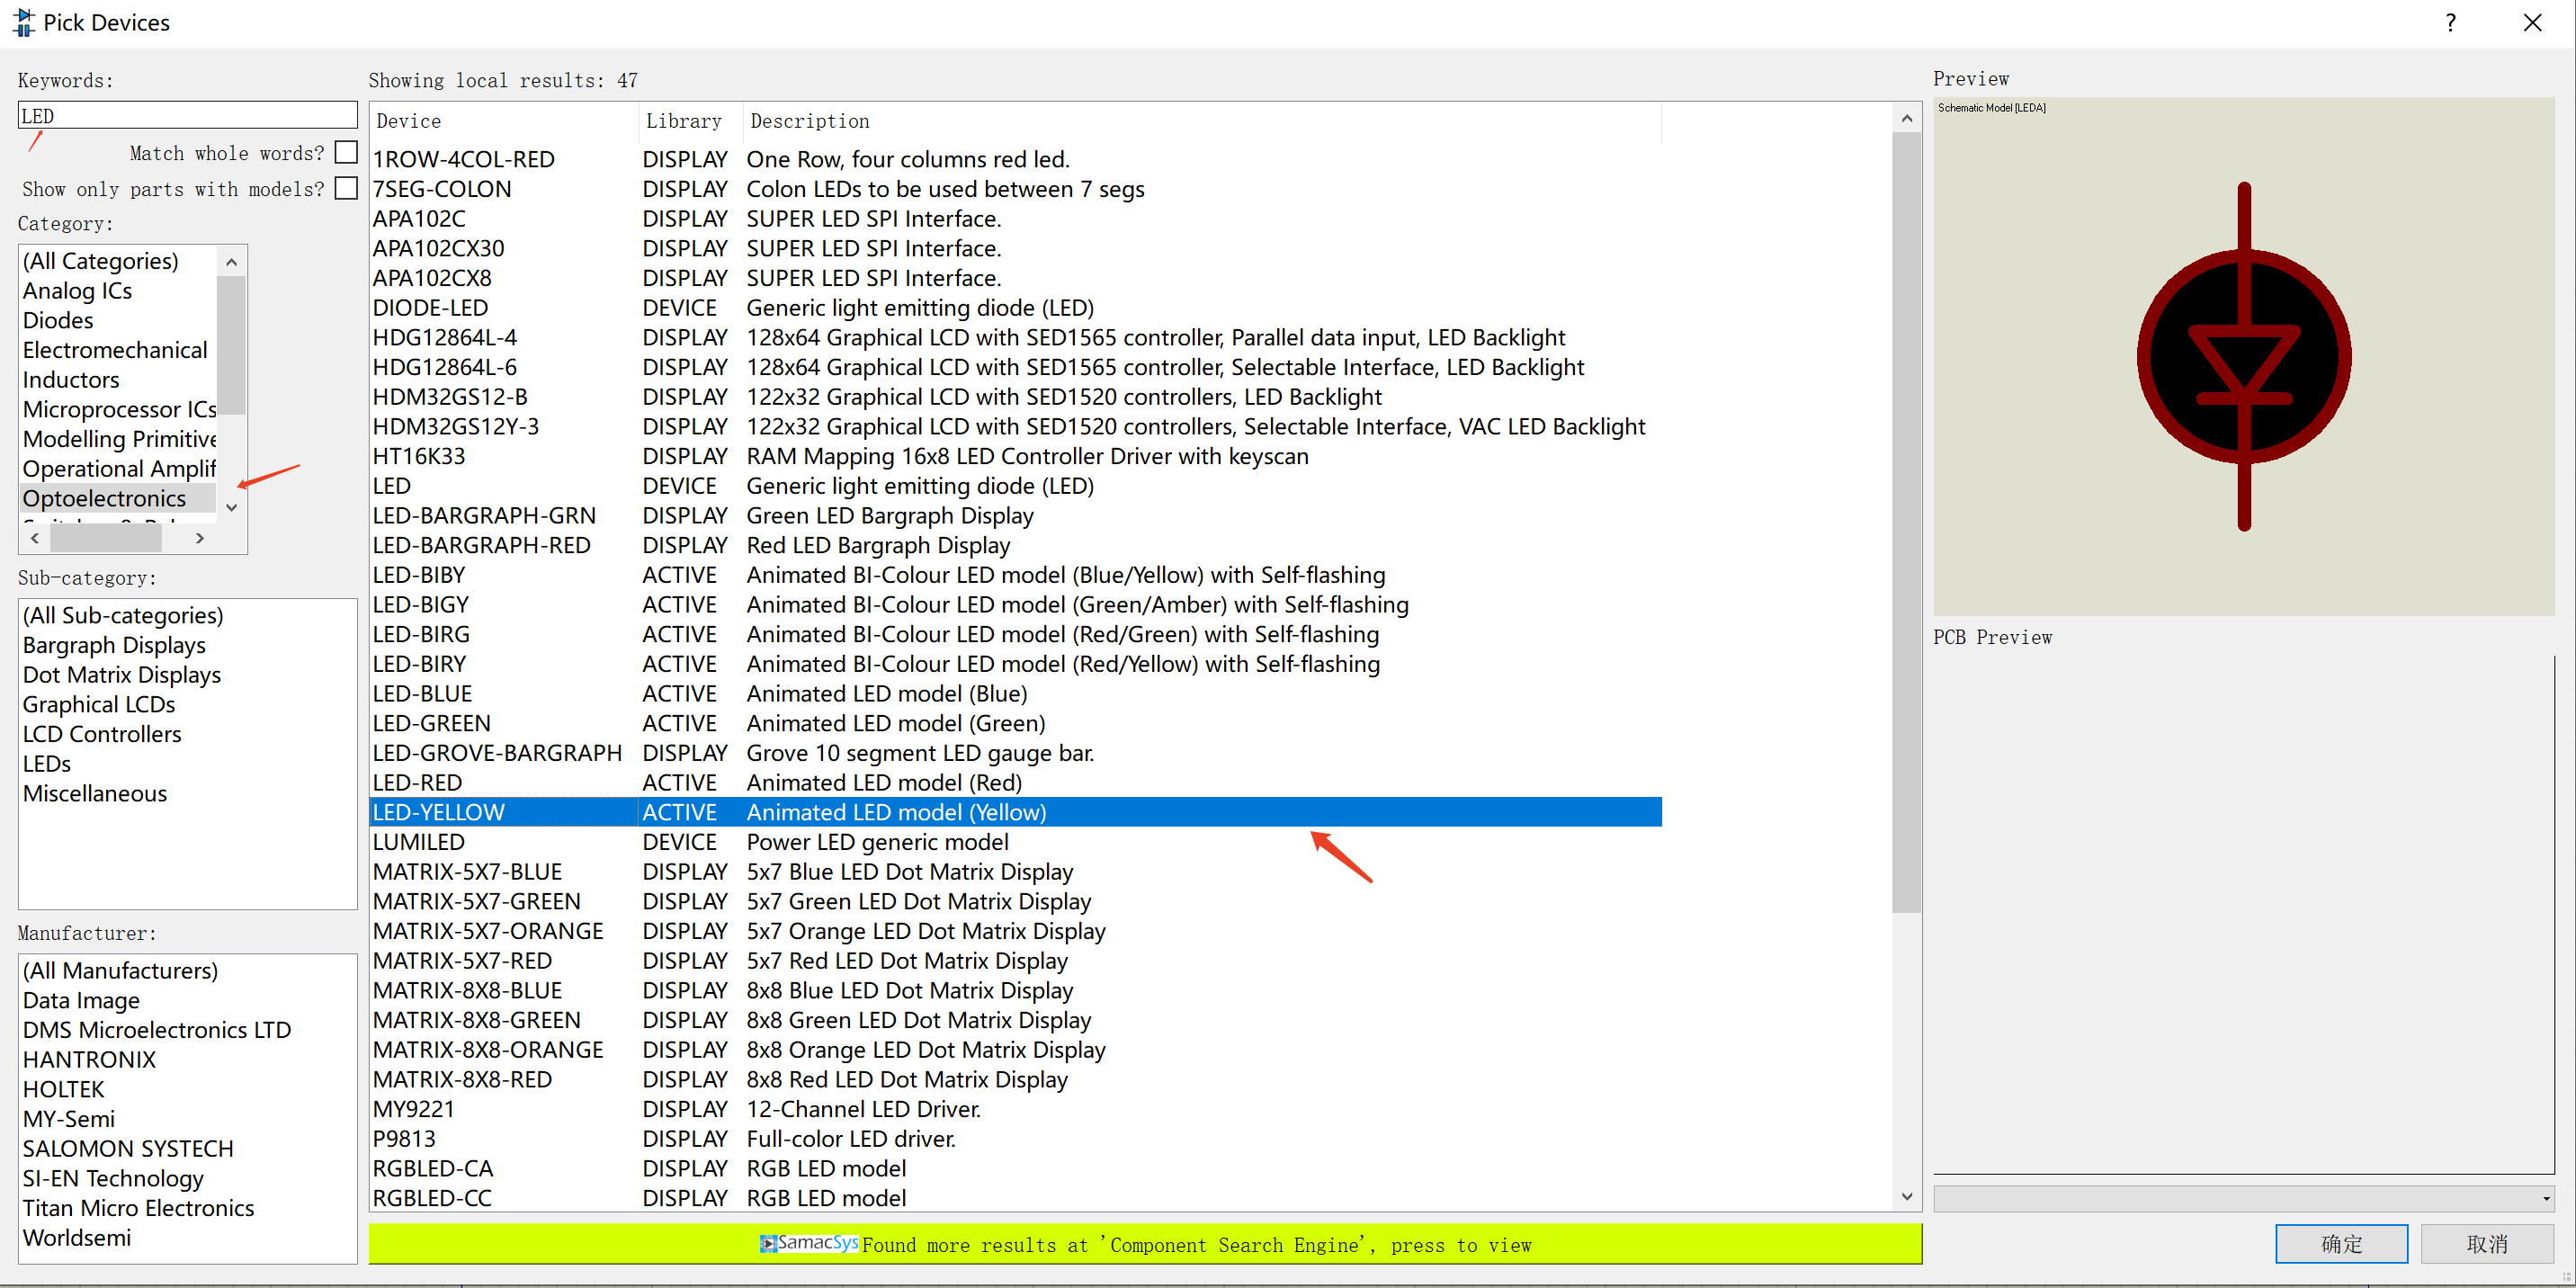 Pick Devices
?
Keywords:
LED
Match whole words?
Show only parts with models?
Category:
(All Categories)
Analog ICs
Diodes
Electromechanical
Inductors
Microprocessor ICs
Modelling Primitive
Operational Amplif
Optoelectronics
Sub-category:
(All Sub-categories)
Bargraph Displays
Dot Matrix Displays
Graphical LCDs
LCD Controllers
LEDs
Miscellaneous
Manufacturer:
(All Manufacturers)
Data Image
DMS Microelectronics LTD
HANTRONIX
HOLTEK
MY-Semi
SALOMON SYSTECH
SI-EN Technology
Titan Micro Electronics
Worldsemi
Showing local results: 47
Device Library Description
1ROW-4COL-RED DISPLAY One Row, four columns red led.
7SEG-COLON DISPLAY Colon LEDs to be used between 7 segs
APA102C DISPLAY SUPER LED SPI Interface.
APA102CX30 DISPLAY SUPER LED SPI Interface.
APA102CX8 DISPLAY SUPER LED SPI Interface.
DIODE-LED DEVICE Generic light emitting diode (LED)
HDG12864L-4 DISPLAY 128x64 Graphical LCD with SED1565 controller, Parallel data input, LED Backlight
HDG12864L-6 DISPLAY 128x64 Graphical LCD with SED1565 controller, Selectable Interface, LED Backlight
HDM32GS12-B DISPLAY 122x32 Graphical LCD with SED1520 controllers, LED Backlight
HDM32GS12Y-3 DISPLAY 122x32 Graphical LCD with SED1520 controllers, Selectable Interface, VAC LED Backlight
HT16K33 DISPLAY RAM Mapping 16x8 LED Controller Driver with keyscan
LED DEVICE Generic light emitting diode (LED)
LED-BARGRAPH-GRN DISPLAY Green LED Bargraph Display
LED-BARGRAPH-RED DISPLAY Red LED Bargraph Display
LED-BIBY ACTIVE Animated BI-Colour LED model (Blue/Yellow) with Self-flashing
LED-BIGY ACTIVE Animated BI-Colour LED model (Green/Amber) with Self-flashing
LED-BIRG ACTIVE Animated BI-Colour LED model (Red/Green) with Self-flashing
LED-BIRY ACTIVE Animated BI-Colour LED model (Red/Yellow) with Self-flashing
LED-BLUE ACTIVE Animated LED model (Blue)
LED-GREEN ACTIVE Animated LED model (Green)
LED-GROVE-BARGRAPH DISPLAY Grove 10 segment LED gauge bar.
LED-RED ACTIVE Animated LED model (Red)
LED-YELLOW ACTIVE Animated LED model (Yellow)
LUMILED DEVICE Power LED generic model
MATRIX-5X7-BLUE DISPLAY 5x7 Blue LED Dot Matrix Display
MATRIX-5X7-GREEN DISPLAY 5x7 Green LED Dot Matrix Display
MATRIX-5X7-ORANGE DISPLAY 5x7 Orange LED Dot Matrix Display
MATRIX-5X7-RED DISPLAY 5x7 Red LED Dot Matrix Display
MATRIX-8X8-BLUE DISPLAY 8x8 Blue LED Dot Matrix Display
MATRIX-8X8-GREEN DISPLAY 8x8 Green LED Dot Matrix Display
MATRIX-8X8-ORANGE DISPLAY 8x8 Orange LED Dot Matrix Display
MATRIX-8X8-RED DISPLAY 8x8 Red LED Dot Matrix Display
MY9221 DISPLAY 12-Channel LED Driver.
P9813 DISPLAY Full-color LED driver.
RGBLED-CA DISPLAY RGB LED model
RGBLED-CC DISPLAY RGB LED model
SamacSys Found more results at 'Component Search Engine', press to view
Preview
Schematic Model [LEDA]
PCB Preview
确定
取消